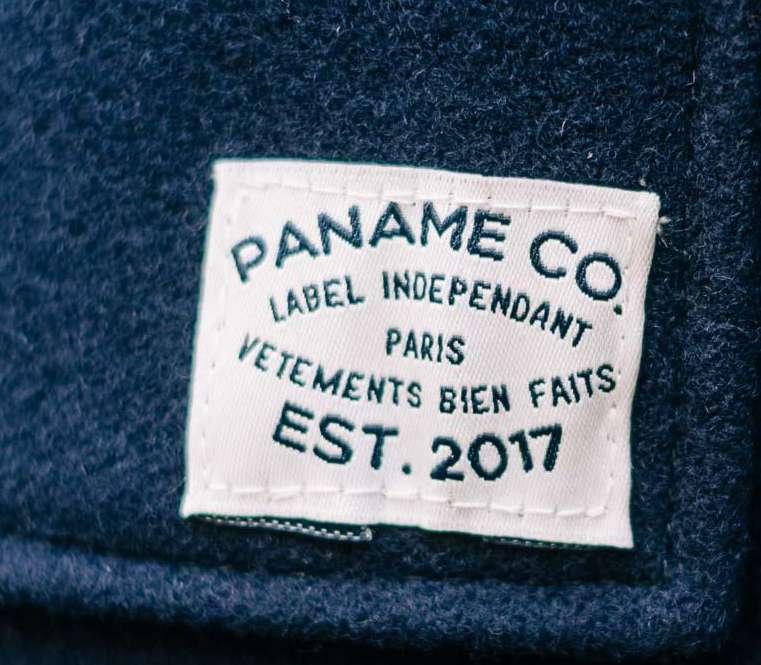 PANAME CO.
LABEL INDEPENDANT
PARIS
VETEMENTS BIEN FAITS
EST. 2017